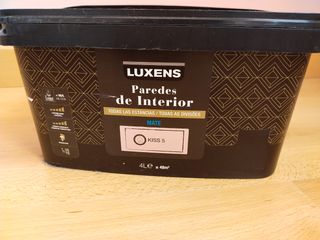 LUXENS
Paredes
de Interior
TODAS LAS ESTANCIAS / TODAS AS DIVISÕES
MATE
KISS 5
4L e